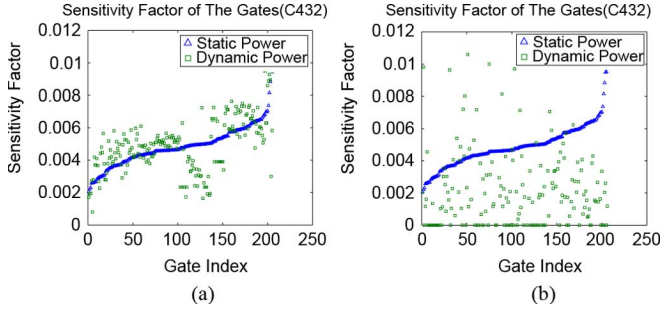 Sensitivity Factor of The Gates(C432)
Sensitivity Factor
0.012
0.01
0.008
0.006
0.004
0.002
0
Static Power
Dynamic Power
0 50 100 150 200 250
Gate Index
(a)
Sensitivity Factor of The Gates(C432)
Sensitivity Factor
0.012
0.01
0.008
0.006
0.004
0.002
0
Static Power
Dynamic Power
0 50 100 150 200 250
Gate Index
(b)